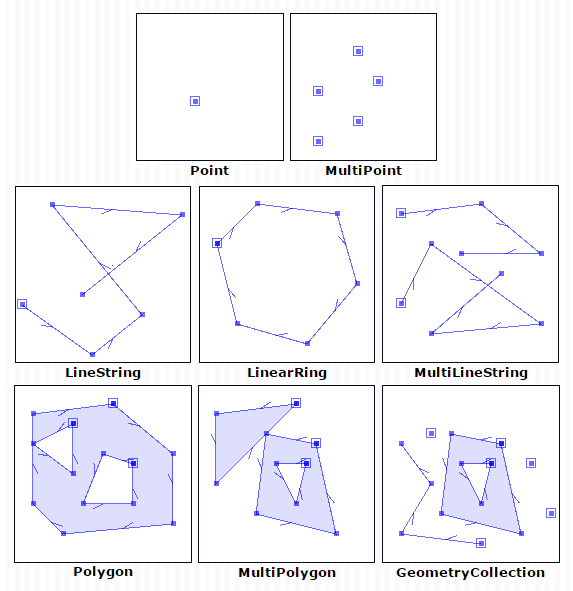 Point
MultiPoint
LineString
LinearRing
MultiLineString
Polygon
MultiPolygon
GeometryCollection